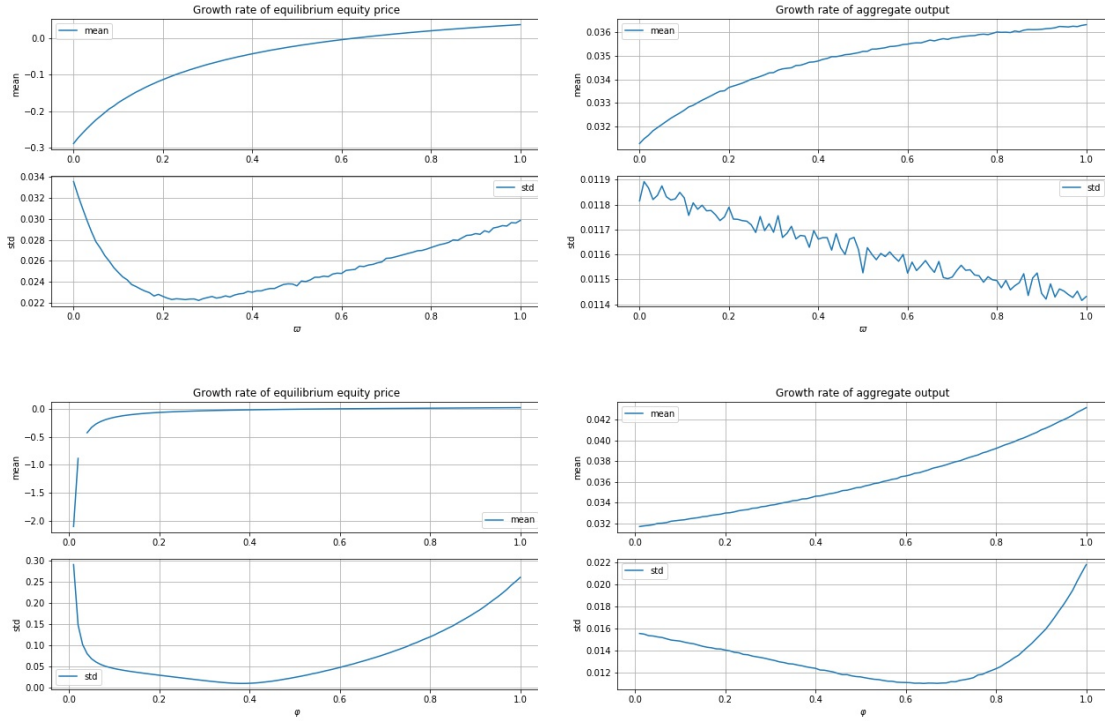 Growth rate of equilibrium equity price
mean
0.0
−0.1
−0.2
−0.3
mean
0.0 0.2 0.4 0.6 0.8 1.0
std
0.034
0.030
0.028
0.026
0.024
0.022
std
0.0 0.2 0.4 0.6 0.8 1.0
ϖ
Growth rate of aggregate output
mean
0.036
0.035
0.034
0.033
0.032
mean
0.0 0.2 0.4 0.6 0.8 1.0
std
0.0119
0.0118
0.0117
0.0116
0.0115
0.0114
std
0.0 0.2 0.4 0.6 0.8 1.0
ϖ
Growth rate of equilibrium equity price
0.0
−0.5
−1.0
−1.5
−2.0
mean
mean
0.0 0.2 0.4 0.6 0.8 1.0
0.30
0.25
0.20
0.15
0.10
0.05
0.00
std
std
0.0 0.2 0.4 0.6 0.8 1.0
φ
Growth rate of aggregate output
mean
0.042
0.040
0.038
0.036
0.034
0.032
mean
0.0 0.2 0.4 0.6 0.8 1.0
0.022
std
0.020
0.018
0.016
0.014
0.012
std
0.0 0.2 0.4 0.6 0.8 1.0
φ